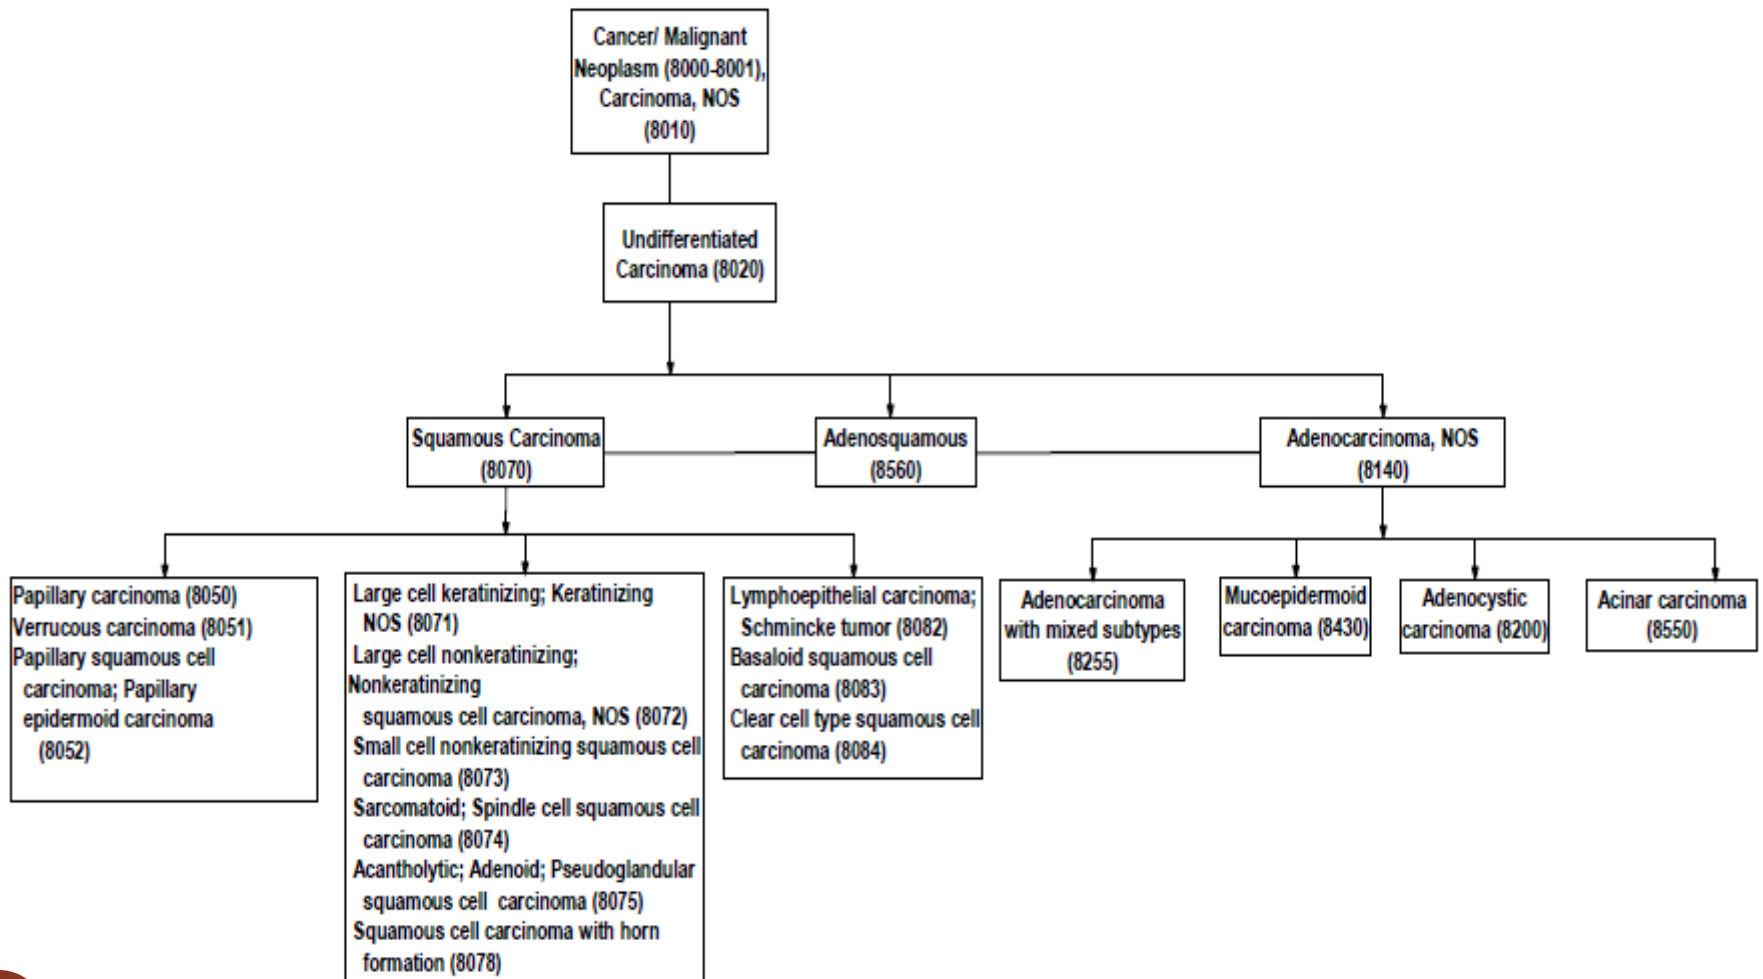 Cancer/ Malignant
Neoplasm (8000-8001),
Carcinoma, NOS
(8010)
Undifferentiated
Carcinoma (8020)
Squamous Carcinoma
(8070)
Adenosquamous
(8560)
Adenocarcinoma, NOS
(8140)
Papillary carcinoma (8050)
Verrucous carcinoma (8051)
Papillary squamous cell
carcinoma; Papillary
epidermoid carcinoma
(8052)
Large cell keratinizing; Keratinizing
NOS (8071)
Large cell nonkeratinizing;
Nonkeratinizing
squamous cell carcinoma, NOS (8072)
Small cell nonkeratinizing squamous cell
carcinoma (8073)
Sarcomatoid; Spindle cell squamous cell
carcinoma (8074)
Acantholytic; Adenoid; Pseudoglandular
squamous cell carcinoma (8075)
Squamous cell carcinoma with horn
formation (8078)
Lymphoepithelial carcinoma;
Schmincke tumor (8082)
Basaloid squamous cell
carcinoma (8083)
Clear cell type squamous cell
carcinoma (8084)
Adenocarcinoma
with mixed subtypes
(8255)
Mucoepidermoid
carcinoma (8430)
Adenocystic
carcinoma (8200)
Acinar carcinoma
(8550)